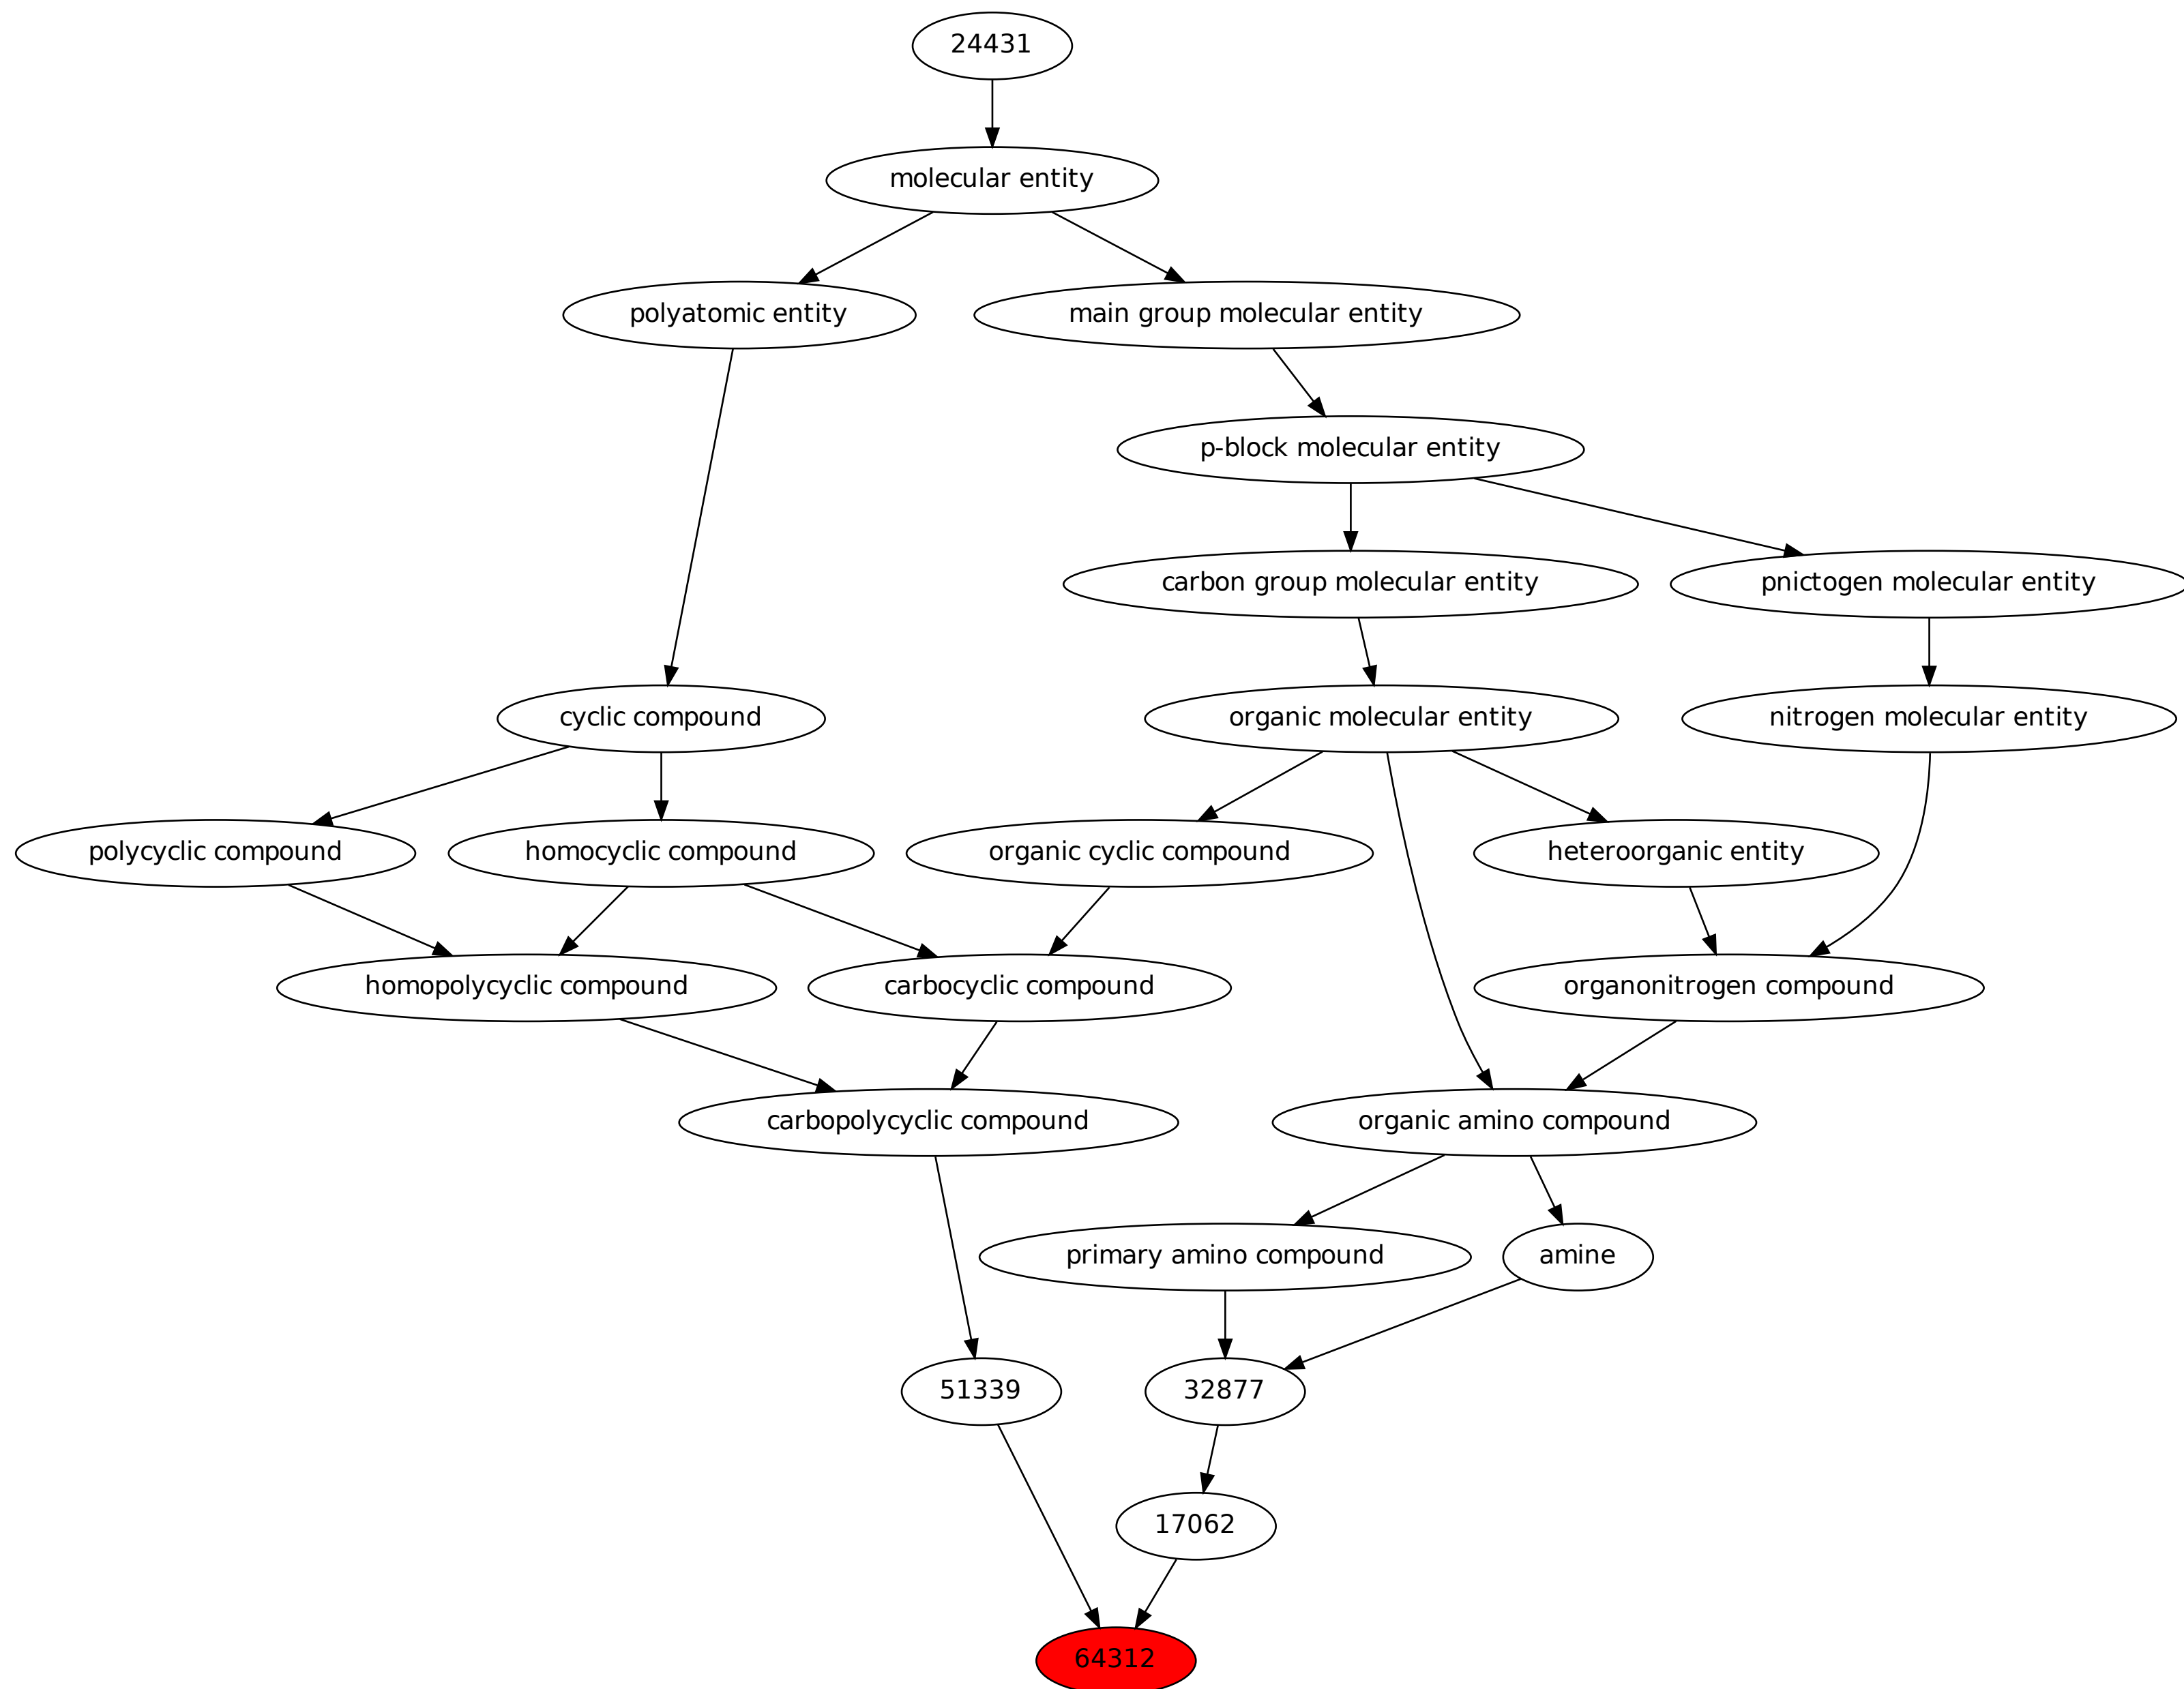 24431
molecular entity
polyatomic entity
main group molecular entity
p-block molecular entity
carbon group molecular entity
pnictogen molecular entity
cyclic compound
organic molecular entity
nitrogen molecular entity
polycyclic compound
homocyclic compound
organic cyclic compound
heteroorganic entity
homopolycyclic compound
carbocyclic compound
organonitrogen compound
carbopolycyclic compound
organic amino compound
primary amino compound
amine
51339
32877
17062
64312